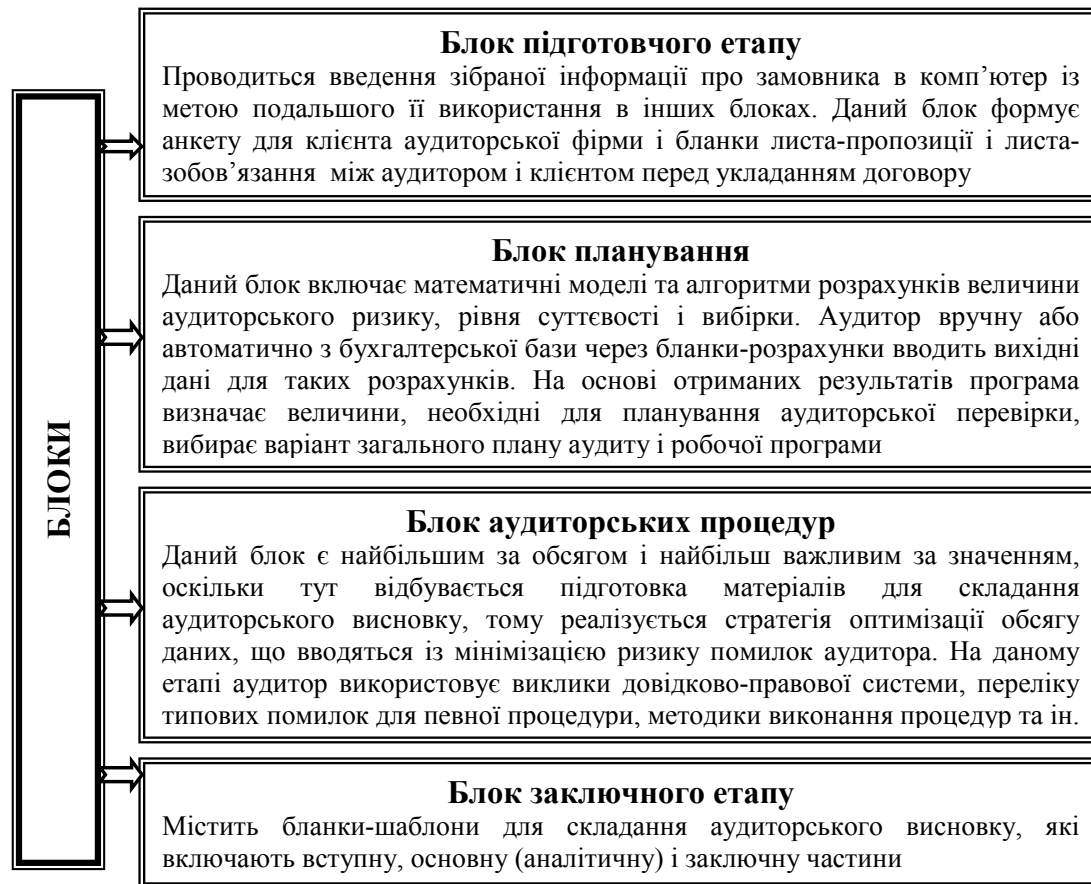 БЛОКИ
Блок підготовчого етапу
Проводиться введення зібраної інформації про замовника в комп’ютер із
метою подальшого її використання в інших блоках. Даний блок формує
анкету для клієнта аудиторської фірми і бланки листа-пропозиції і листа-
зобов’язання між аудитором і клієнтом перед укладанням договору
Блок планування
Даний блок включає математичні моделі та алгоритми розрахунків величини
аудиторського ризику, рівня суттєвості і вибірки. Аудитор вручну або
автоматично з бухгалтерської бази через бланки-розрахунки вводить вихідні
дані для таких розрахунків. На основі отриманих результатів програма
визначає величини, необхідні для планування аудиторської перевірки,
вибирає варіант загального плану аудиту і робочої програми
Блок аудиторських процедур
Даний блок є найбільшим за обсягом і найбільш важливим за значенням,
оскільки тут відбувається підготовка матеріалів для складання
аудиторського висновку, тому реалізується стратегія оптимізації обсягу
даних, що вводяться із мінімізацією ризику помилок аудитора. На даному
етапі аудитор використовує виклики довідково-правової системи, переліку
типових помилок для певної процедури, методики виконання процедур та ін.
Блок заключного етапу
Містить бланки-шаблони для складання аудиторського висновку, які
включають вступну, основну (аналітичну) і заключну частини